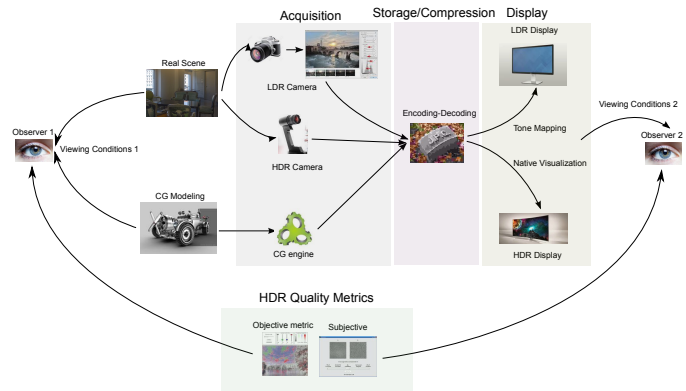 Acquisition
Storage/Compression
Display
Real Scene
LDR Camera
LDR Display
Observer 1
Viewing Conditions 1
HDR Camera
Encoding-Decoding
Tone Mapping
Native Visualization
Viewing Conditions 2
Observer 2
CG Modeling
CG engine
HDR Display
HDR Quality Metrics
Objective metric
Subjective